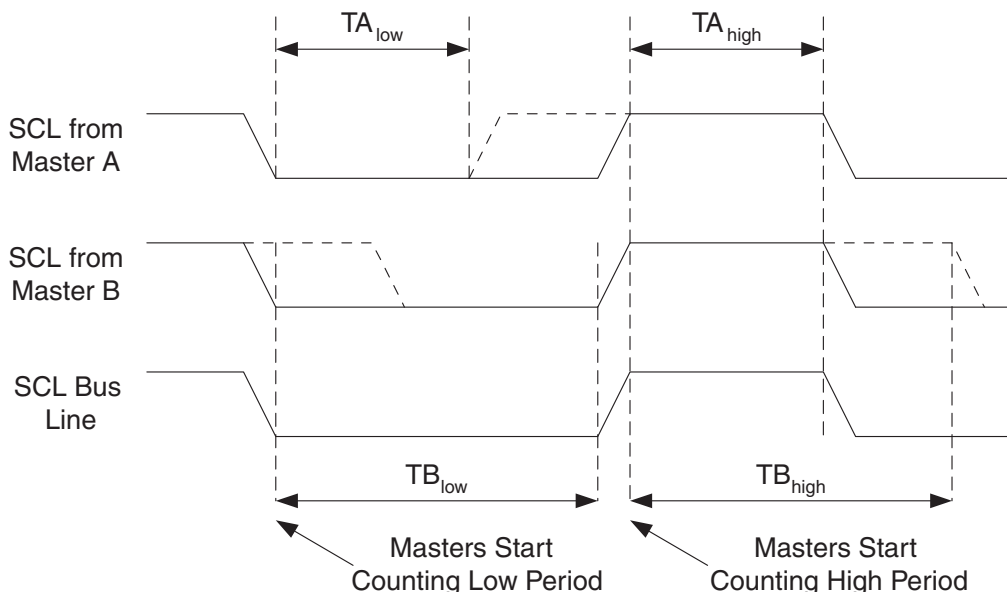 TAlow
TAhigh
SCL from
Master A
SCL from
Master B
SCL Bus
Line
TBlow
TBhigh
Masters Start
Counting Low Period
Masters Start
Counting High Period